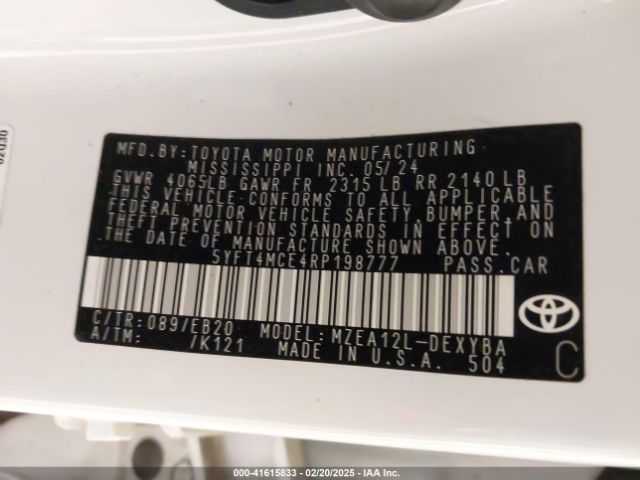 MFD.BY:TOYOTA MOTOR MANUFACTURING
MISSISSIPPI INC. 05/24
GVWR 4065LB GAWR FR 2315LB RR 2140LB
THIS VEHICLE CONFORMS TO ALL APPLICABLE
FEDERAL MOTOR VEHICLE SAFETY, BUMPER, AND
THEFT PREVENTION STANDARDS IN EFFECT ON
THE DATE OF MANUFACTURE SHOWN ABOVE.
5YFT4MCE4RP198777 PASS.CAR
C/TR:089/EB20 MODEL:MZEA12L-DEXYBA
A/TM: /K121 MADE IN U.S.A. 504
C
000-41615833 - 02/20/2025 - IAA Inc.